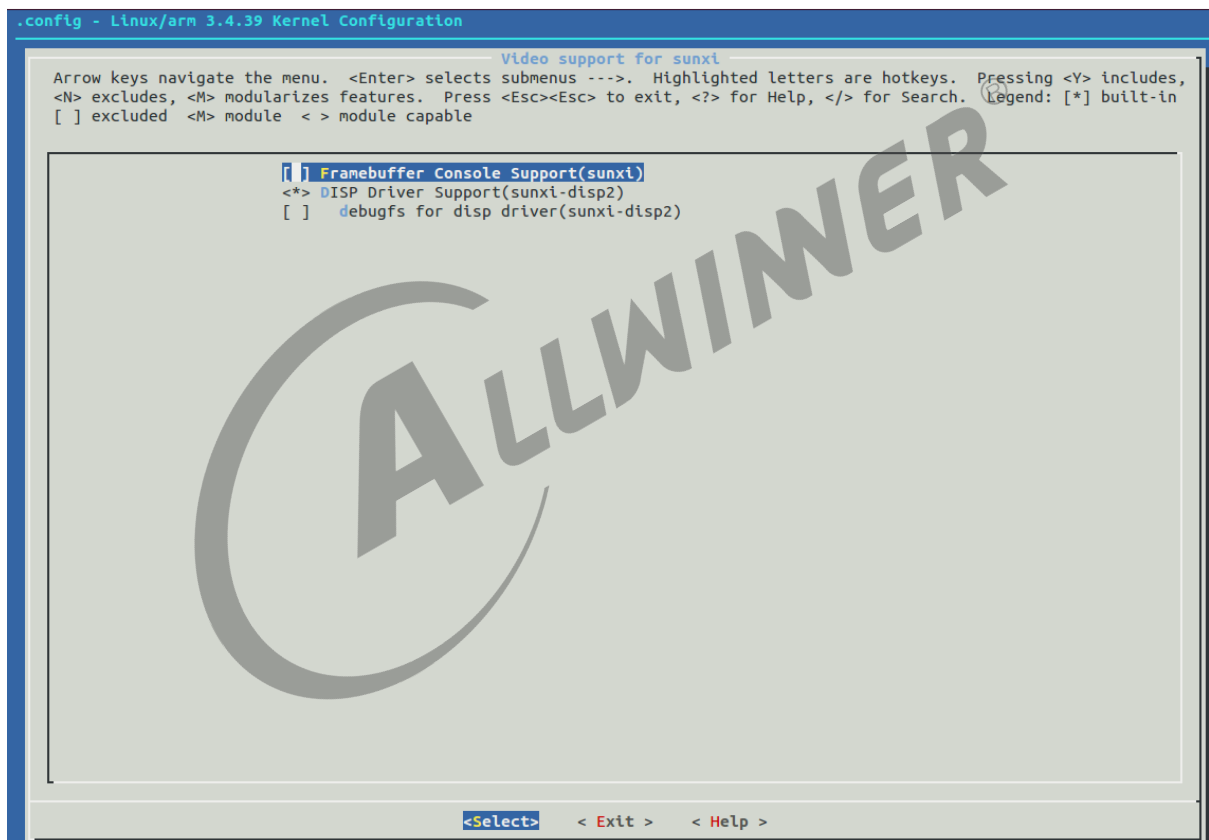 .config - Linux/arm 3.4.39 Kernel Configuration
Video support for sunxi
Arrow keys navigate the menu.  <Enter> selects submenus --->.  Highlighted letters are hotkeys.  Pressing <Y> includes,
<N> excludes, <M> modularizes features.  Press <Esc><Esc> to exit, <?> for Help, </> for Search.  Legend: [*] built-in
[ ] excluded  <M> module  < > module capable
[ ] Framebuffer Console Support(sunxi)
<*> DISP Driver Support(sunxi-disp2)
[ ]   debugfs for disp driver(sunxi-disp2)
ALLWINNER®
<Select>    < Exit >    < Help >